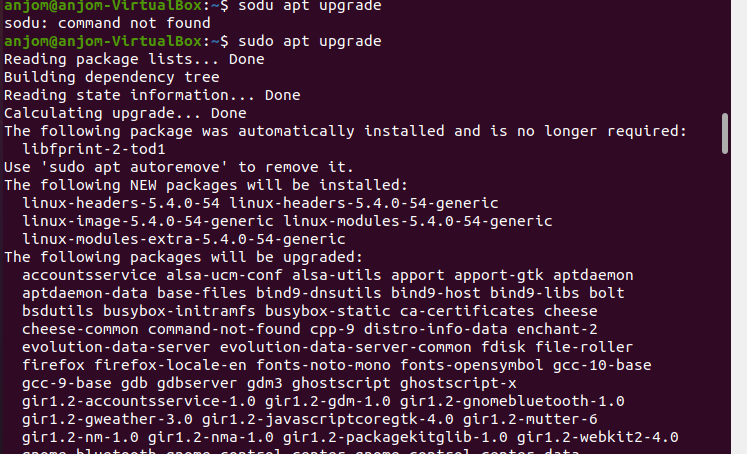 anjom@anjom-VirtualBox:~$ sodu apt upgrade
sodu: command not found
anjom@anjom-VirtualBox:~$ sudo apt upgrade
Reading package lists... Done
Building dependency tree
Reading state information... Done
Calculating upgrade... Done
The following package was automatically installed and is no longer required:
  libfprint-2-tod1
Use 'sudo apt autoremove' to remove it.
The following NEW packages will be installed:
  linux-headers-5.4.0-54 linux-headers-5.4.0-54-generic
  linux-image-5.4.0-54-generic linux-modules-5.4.0-54-generic
  linux-modules-extra-5.4.0-54-generic
The following packages will be upgraded:
  accountsservice alsa-ucm-conf alsa-utils apport apport-gtk aptdaemon
  aptdaemon-data base-files bind9-dnsutils bind9-host bind9-libs bolt
  bsdutils busybox-initramfs busybox-static ca-certificates cheese
  cheese-common command-not-found cpp-9 distro-info-data enchant-2
  evolution-data-server evolution-data-server-common fdisk file-roller
  firefox firefox-locale-en fonts-noto-mono fonts-opensymbol gcc-10-base
  gcc-9-base gdb gdbserver gdm3 ghostscript ghostscript-x
  gir1.2-accountsservice-1.0 gir1.2-gdm-1.0 gir1.2-gnomebluetooth-1.0
  gir1.2-gweather-3.0 gir1.2-javascriptcoregtk-4.0 gir1.2-mutter-6
  gir1.2-nm-1.0 gir1.2-nma-1.0 gir1.2-packagekitglib-1.0 gir1.2-webkit2-4.0
  gnome-bluetooth gnome-control-center gnome-control-center-data